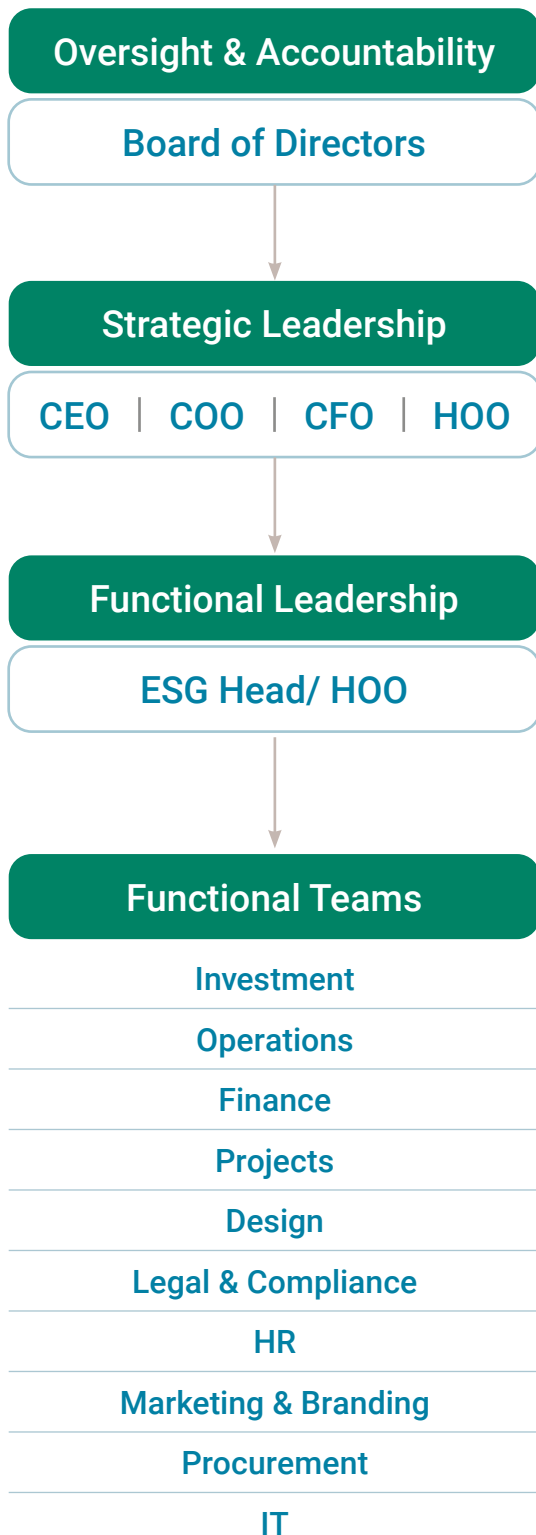 Oversight & Accountability
Board of Directors
Strategic Leadership
CEO | COO | CFO | HOO
Functional Leadership
ESG Head/ HOO
Functional Teams
Investment
Operations
Finance
Projects
Design
Legal & Compliance
HR
Marketing & Branding
Procurement
IT